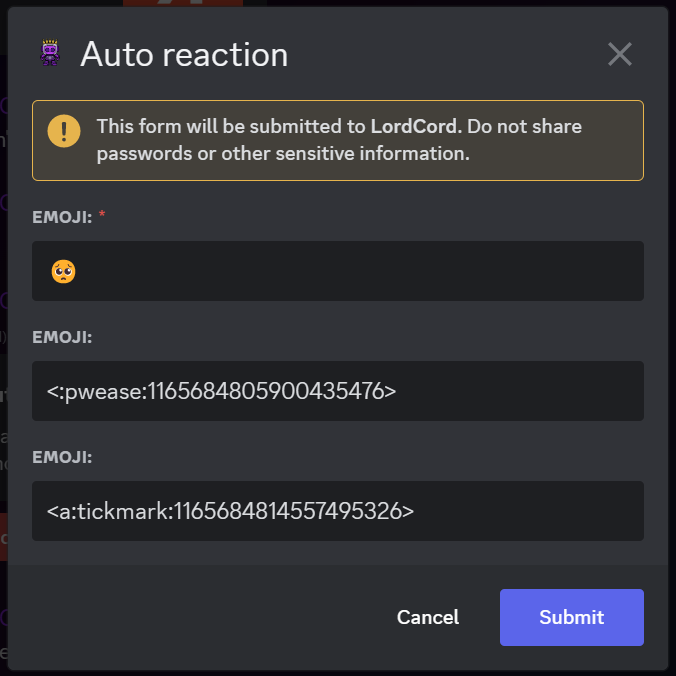 Auto reaction
This form will be submitted to LordCord. Do not share
passwords or other sensitive information.
EMOJI: *
🥺
EMOJI:
<:pwease:1165684805900435476>
EMOJI:
<a:tickmark:1165684814557495326>
Cancel
Submit